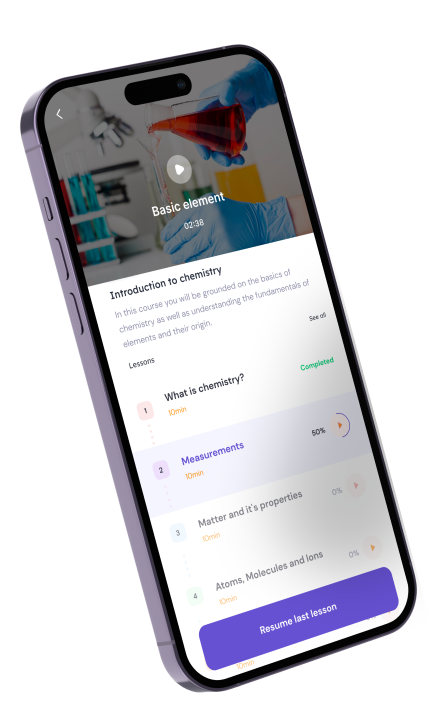 Basic element
02:38
Introduction to chemistry
In this course you will be grounded on the basics of
chemistry as well as understanding the fundamentals of
elements and their origin.
See all
Lessons
1
What is chemistry?
10min
Completed
2
Measurements
10min
50%
3
Matter and it's properties
10min
0%
4
Atoms, Molecules and Ions
10min
0%
Resume last lesson
10min